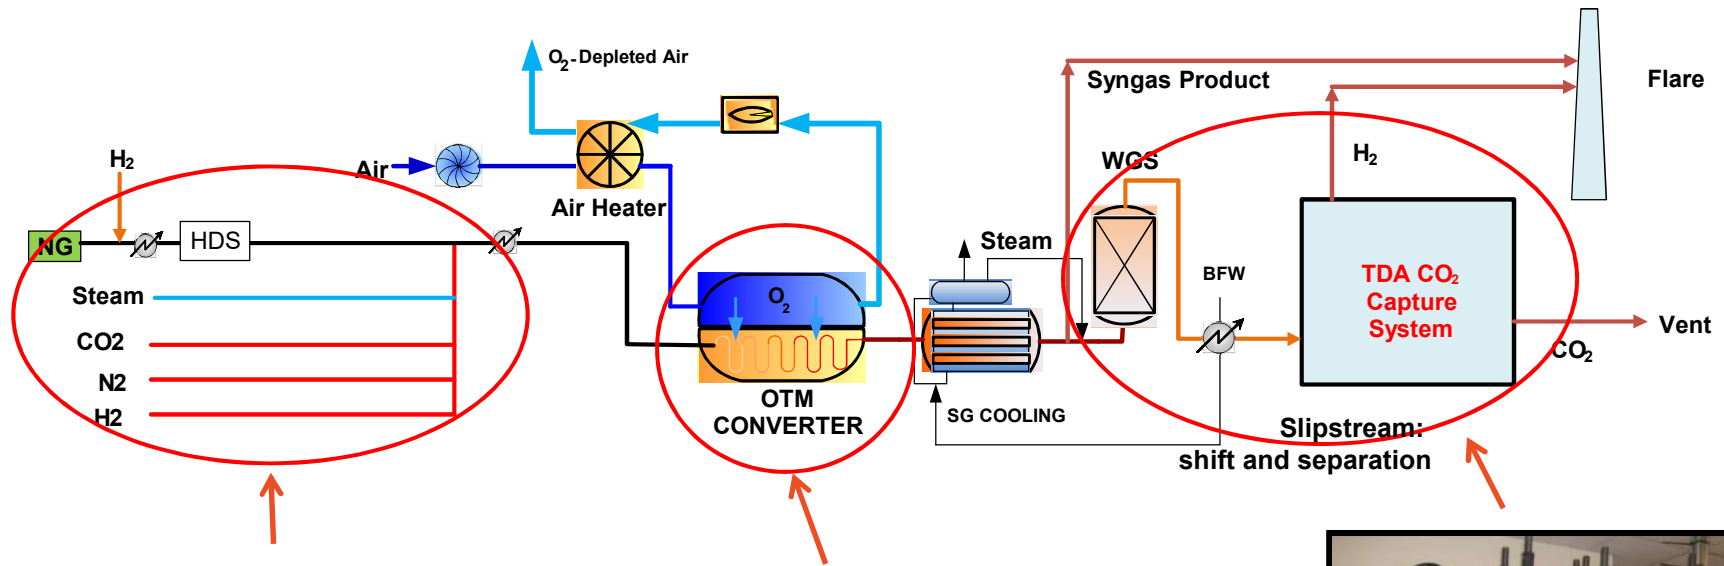 O2-Depleted Air
Syngas Product
Flare
H2
Air
WGS
H2
Air Heater
NG
HDS
Steam
Steam
O2
BFW
TDA CO2
Capture
System
CO2
Vent
CO2
N2
H2
OTM
CONVERTER
SG COOLING
Slipstream:
shift and separation